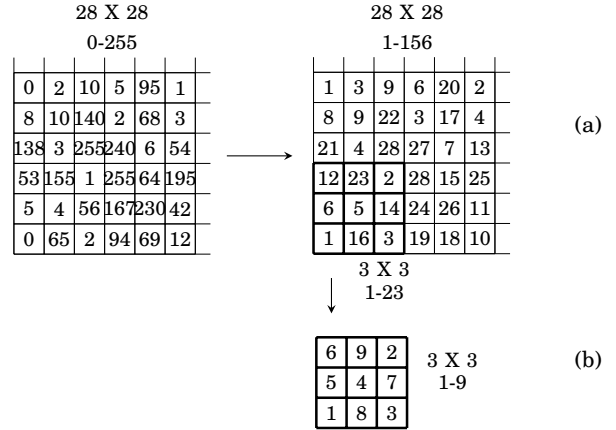 28 X 28 28 X 28
0-255 1-156
0 2 10 5 95 1 1 3 9 6 20 2
8 10 140 2 68 3 8 9 22 3 17 4
(a)
138 3 255 240 6 54 21 4 28 27 7 13
53 155 1 255 64 195 12 23 2 28 15 25
5 4 56 167 230 42 6 5 14 24 26 11
0 65 2 94 69 12 1 16 3 19 18 10
3 X 3
1-23
6 9 2
3 X 3 (b)
5 4 7
1-9
1 8 3